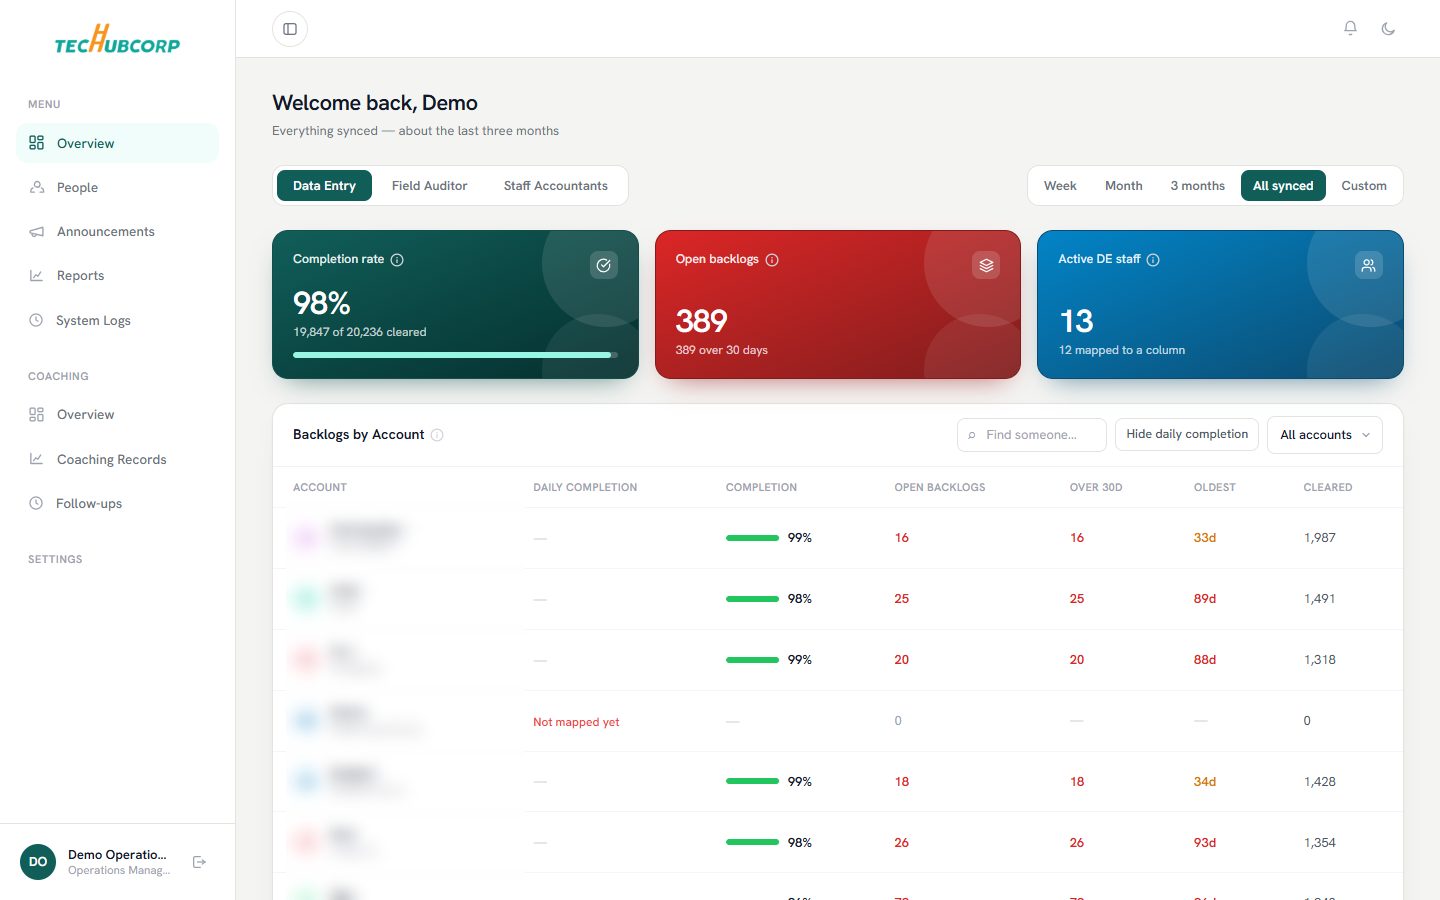 TECHUBCORP
MENU
Overview
People
Announcements
Reports
System Logs
COACHING
Overview
Coaching Records
Follow-ups
SETTINGS
DO
Demo Operatio...
Operations Manag...
Welcome back, Demo
Everything synced — about the last three months
Data Entry Field Auditor Staff Accountants
Week Month 3 months All synced Custom
Completion rate
98%
19,847 of 20,236 cleared
Open backlogs
389
389 over 30 days
Active DE staff
13
12 mapped to a column
Backlogs by Account
Find someone...
Hide daily completion
All accounts
ACCOUNT DAILY COMPLETION COMPLETION OPEN BACKLOGS OVER 30D OLDEST CLEARED
— 99% 16 16 33d 1,987
— 98% 25 25 89d 1,491
— 99% 20 20 88d 1,318
Not mapped yet — 0 — — 0
— 99% 18 18 34d 1,428
— 98% 26 26 93d 1,354